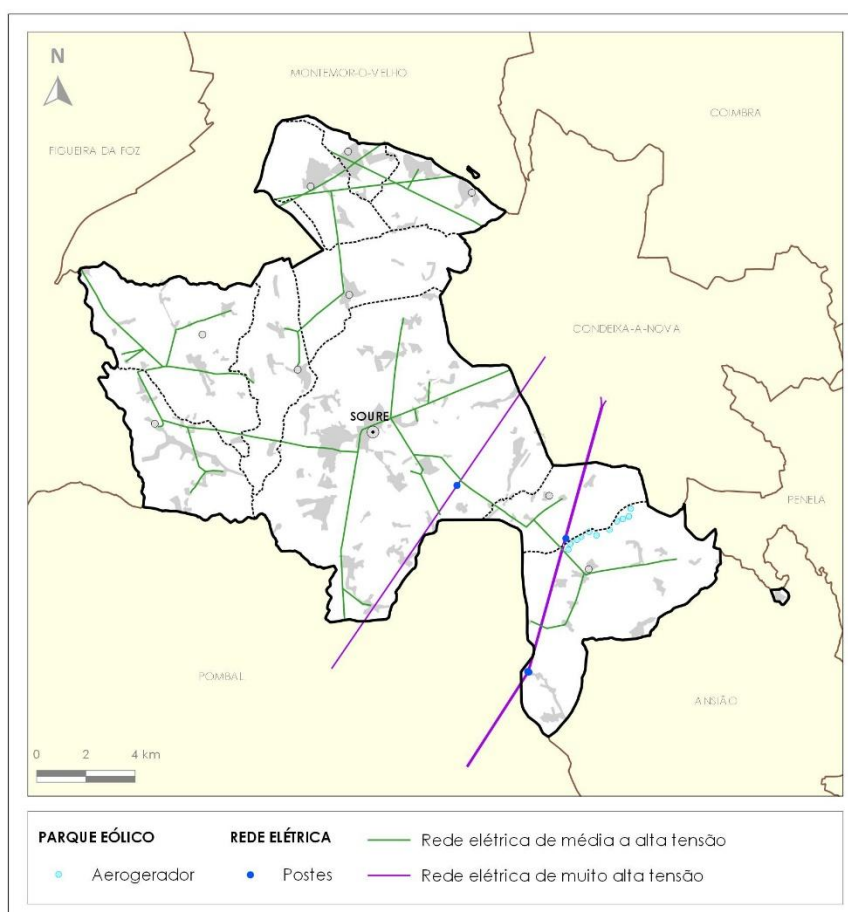 N
MONTEMOR-O-VELHO
COIMBRA
FIGUEIRA DA FOZ
CONDEIXA-A-NOVA
SOURE
PENELA
POMBAL
ANSIÃO
0 2 4 km
PARQUE EÓLICO
Aerogerador
REDE ELÉTRICA
Postes
Rede elétrica de média a alta tensão
Rede elétrica de muito alta tensão